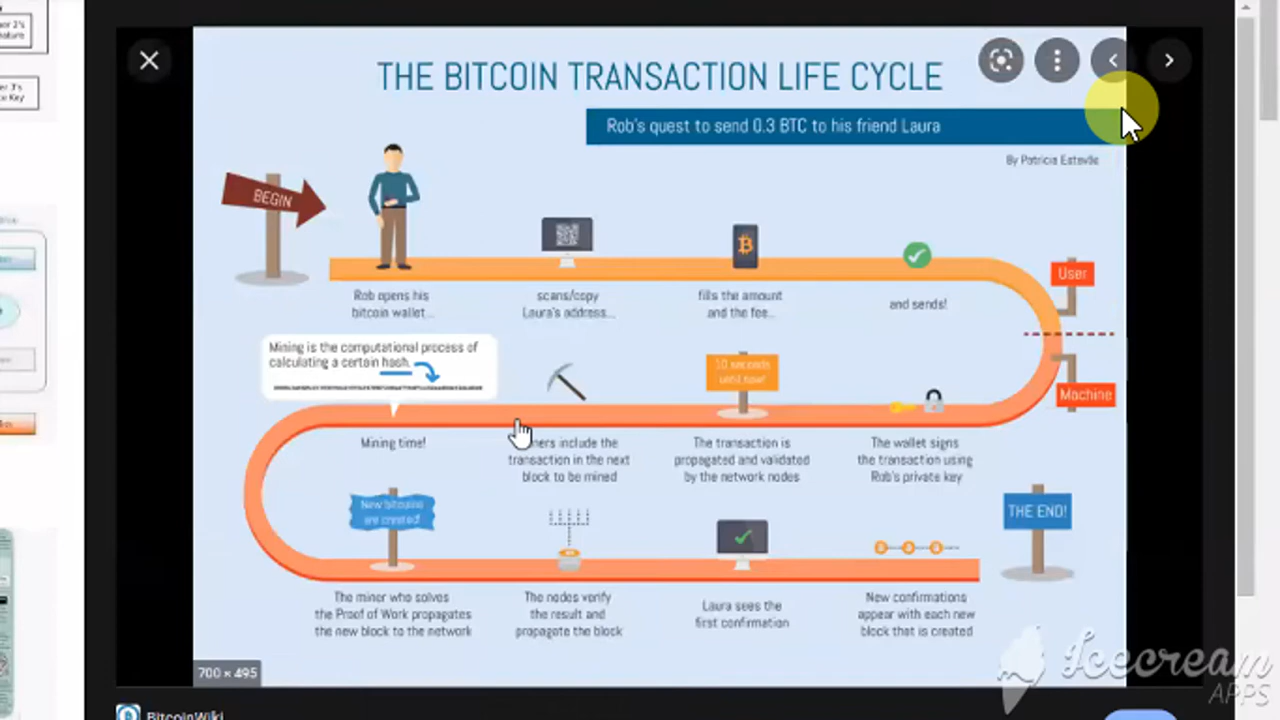 THE BITCOIN TRANSACTION LIFE CYCLE
Rob's quest to send 0.3 BTC to his friend Laura
By Patricia Estevão
BEGIN
Rob opens his
bitcoin wallet...
scans/copy
Laura's address...
fills the amount
and the fee...
and sends!
User
Machine
Mining is the computational process of
calculating a certain hash.
10 seconds
until now!
Mining time!
include the
transaction in the next
block to be mined
The transaction is
propagated and validated
by the network nodes
The wallet signs
the transaction using
Rob's private key
New bitcoins
are created!
THE END!
The miner who solves
the Proof of Work propagates
the new block to the network
The nodes verify
the result and
propagate the block
Laura sees the
first confirmation
New confirmations
appear with each new
block that is created
700 × 495
BitcoinWiki
Icecream
APPS